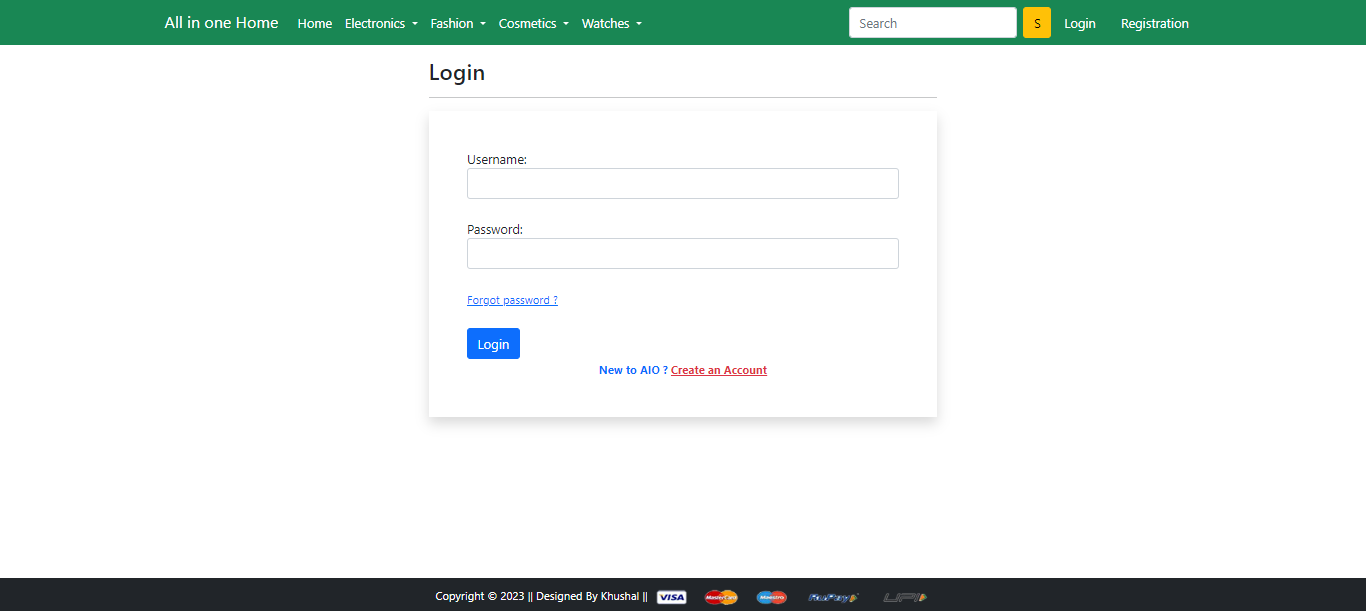 All in one Home Home Electronics Fashion Cosmetics Watches Search S Login Registration
Login
Username:
Password:
Forgot password ?
Login
New to AIO ? Create an Account
Copyright © 2023 || Designed By Khushal || VISA MasterCard Maestro RuPay UPI